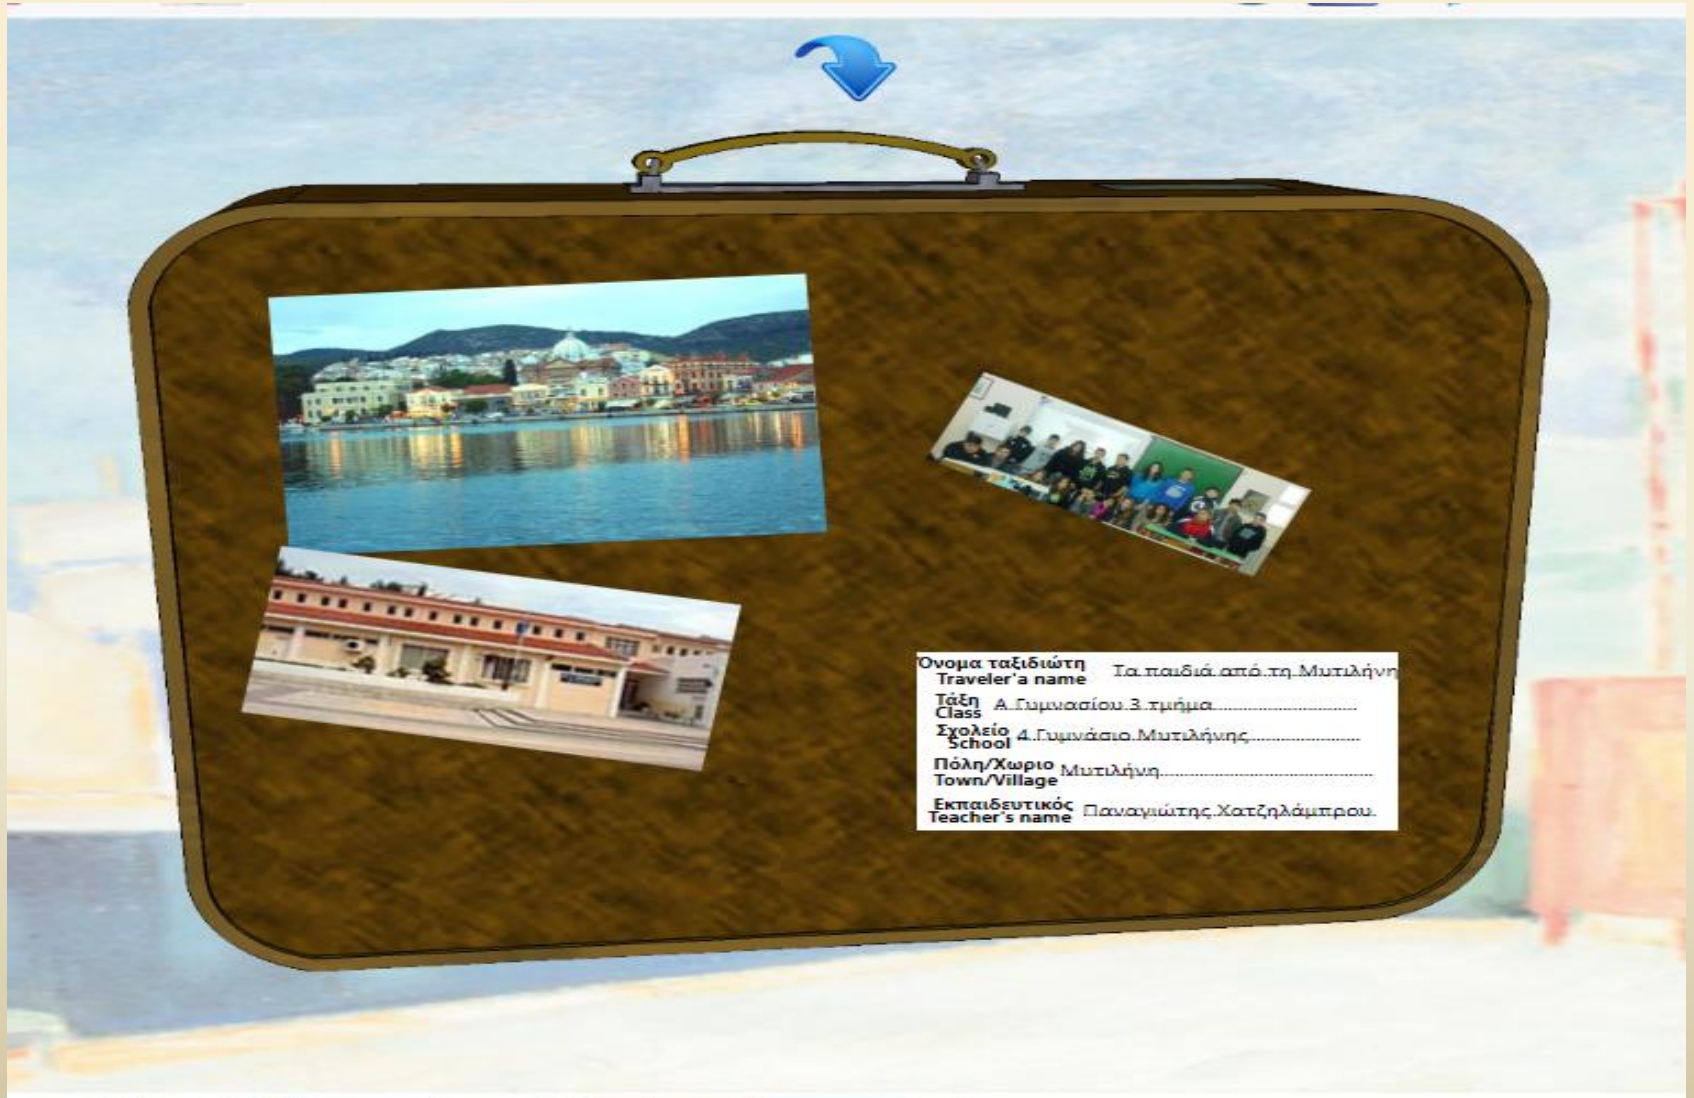 Όνομα ταξιδιώτη
Traveler'a name Τα παιδιά από τη Μυτιλήνη
Τάξη
Class Α Γυμνασίου 3 τμήμα
Σχολείο
School 4 Γυμνάσιο Μυτιλήνης
Πόλη/Χωριο
Town/Village Μυτιλήνη
Εκπαιδευτικός
Teacher's name Παναγιώτης Χατζηλάμπρου